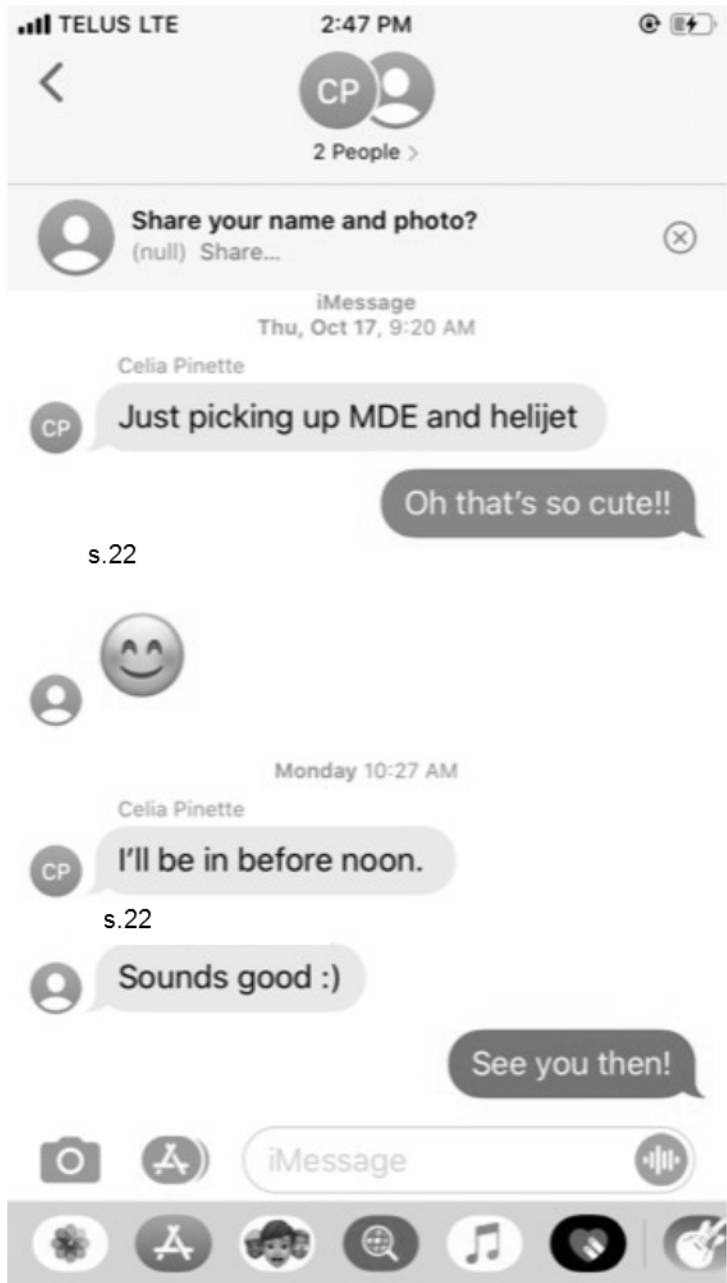 TELUS LTE 2:47 PM
CP
2 People >
Share your name and photo?
(null) Share...
iMessage
Thu, Oct 17, 9:20 AM
Celia Pinette
CP
Just picking up MDE and helijet
Oh that's so cute!!
s.22
Monday 10:27 AM
Celia Pinette
CP
I'll be in before noon.
s.22
Sounds good :)
See you then!
iMessage